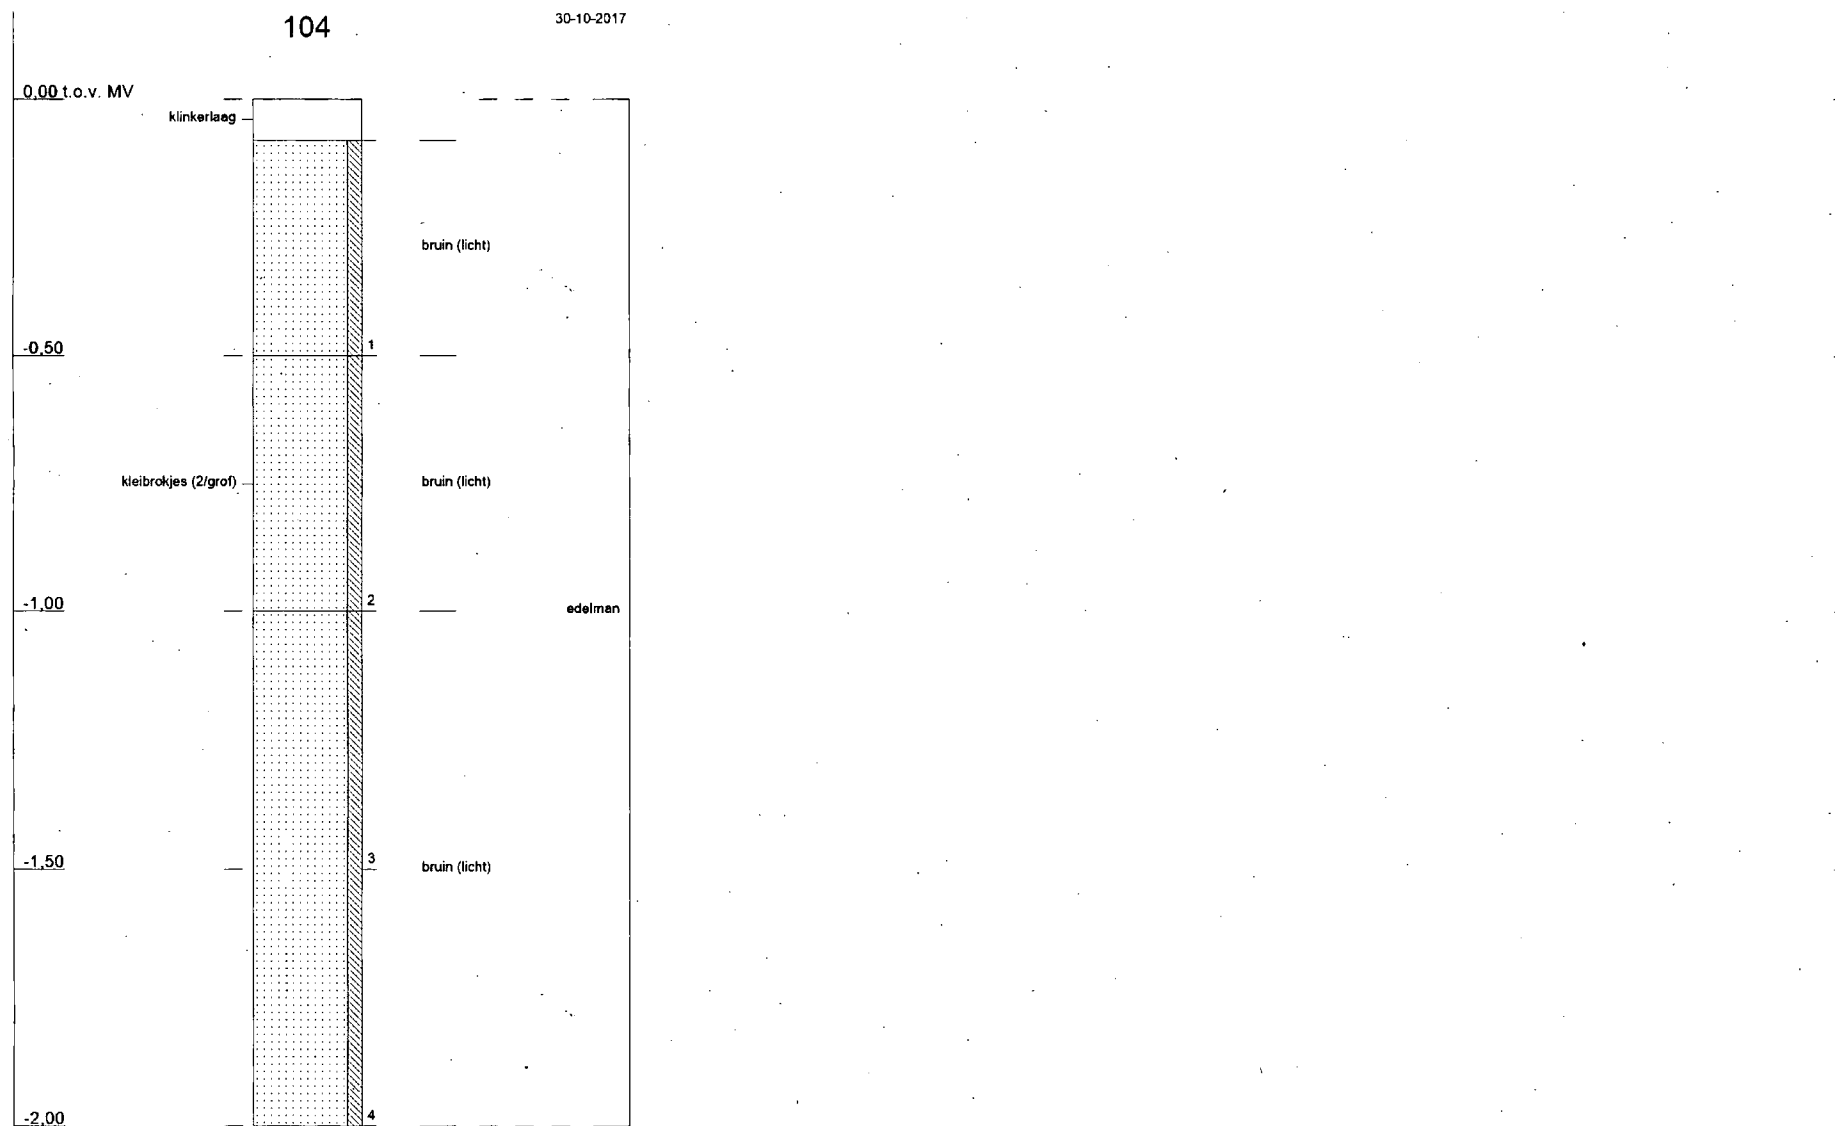 104
30-10-2017
0,00 t.o.v. MV
klinkerlaag
bruin (licht)
-0,50
1
kleibrokjes (2/grof)
bruin (licht)
-1,00
2
edelman
-1,50
3
bruin (licht)
-2,00
4